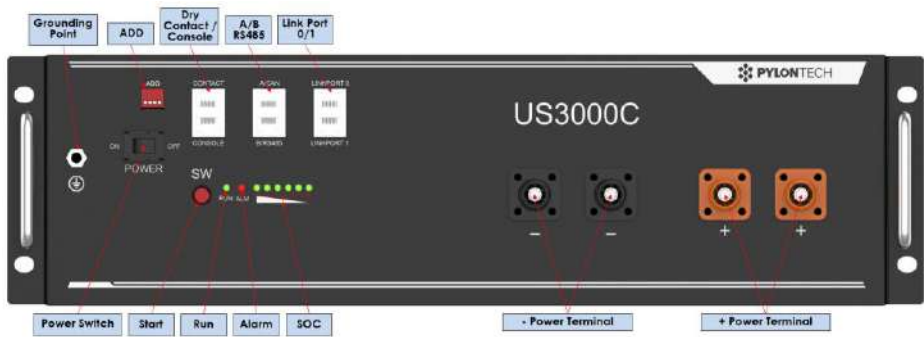 Grounding
Point
ADD
Dry
Contact /
Console
A/B
RS485
Link Port
0/1
PYLONTECH
ADD
CONTACT
A/CAN
LINKPORT 0
US3000C
CONSOLE
B/RS485
LINKPORT 1
ON
OFF
POWER
SW
RUN
ALM
-
-
+
+
Power Switch
Start
Run
Alarm
SOC
- Power Terminal
+ Power Terminal